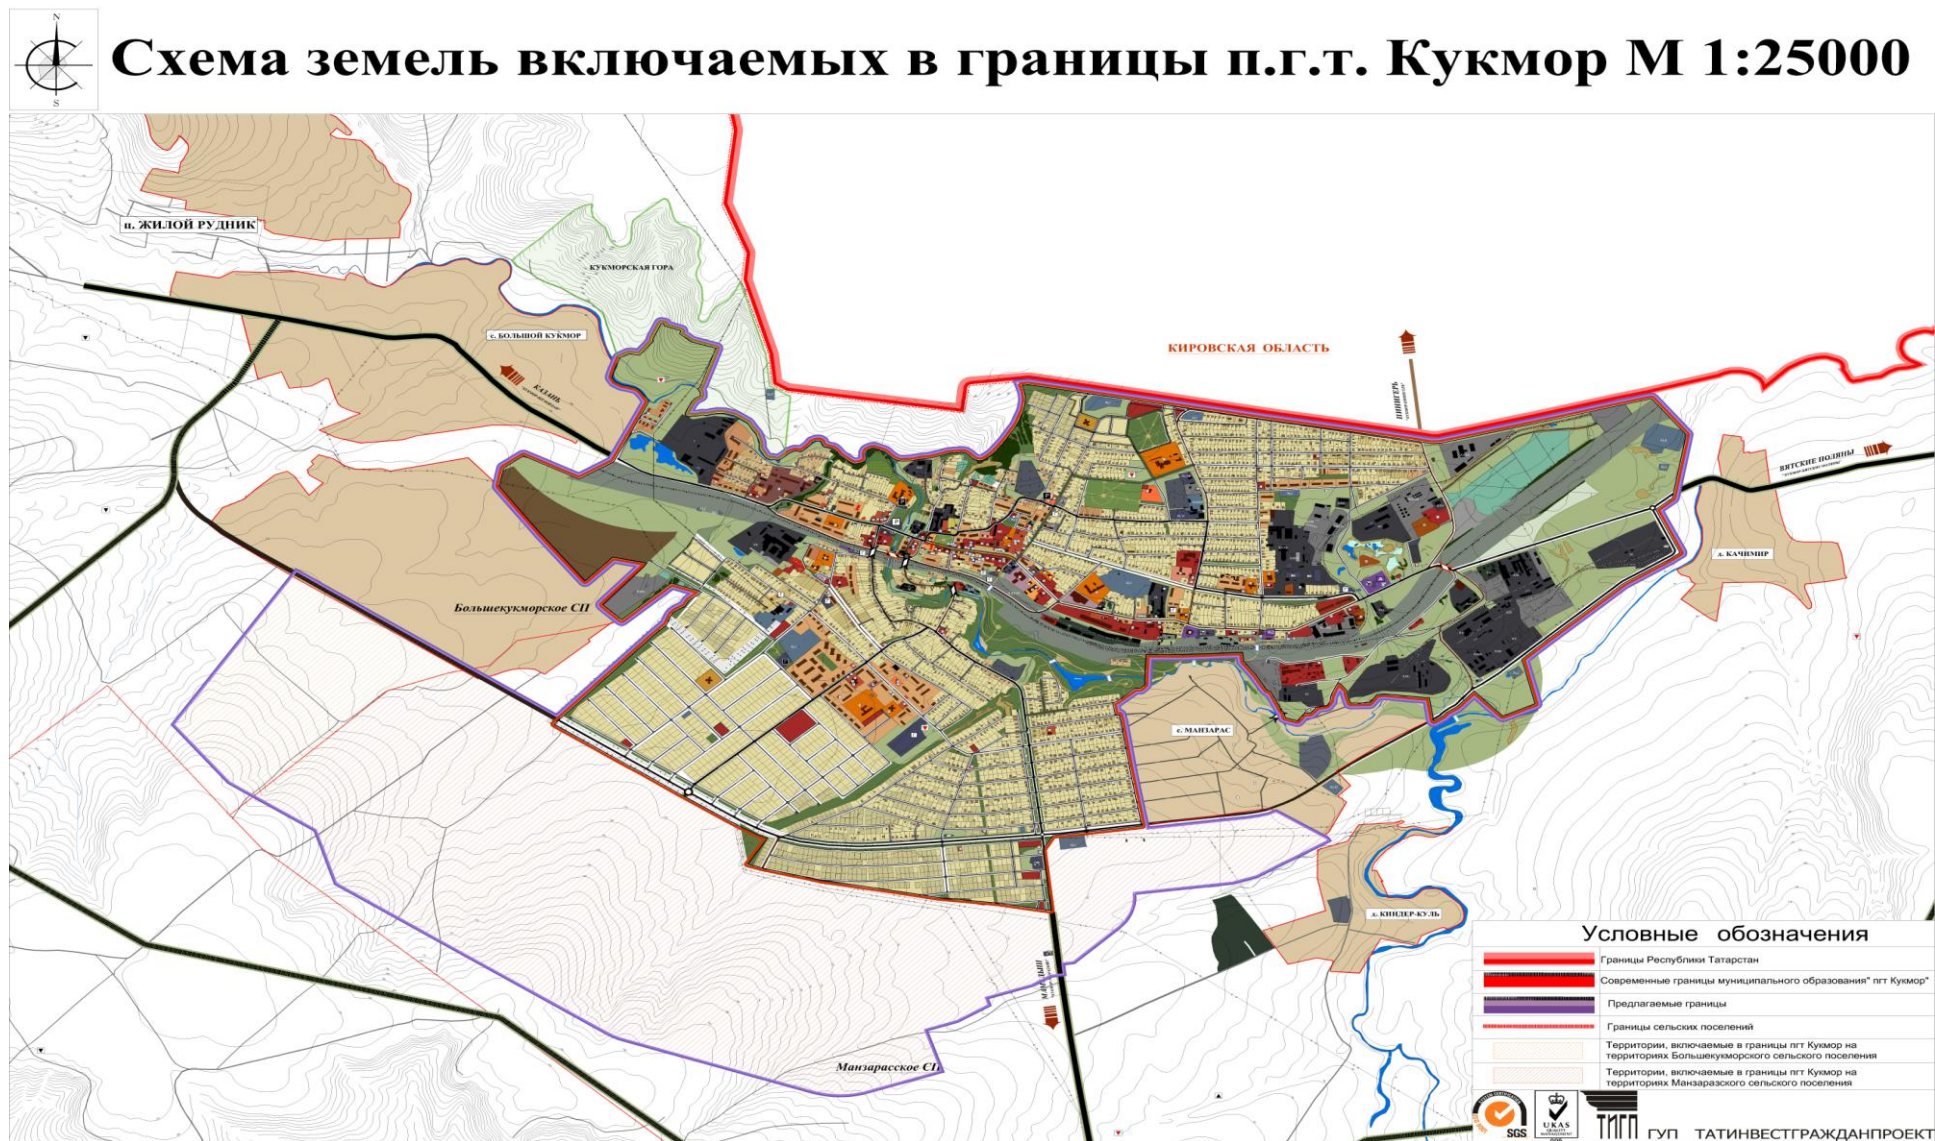 N
S
Схема земель включаемых в границы п.г.т. Кукмор М 1:25000
п. ЖИЛОЙ РУДНИК
КУКМОРСКАЯ ГОРА
с. БОЛЬШОЙ КУКМОР
КАЗАНЬ
КИРОВСКАЯ ОБЛАСТЬ
ПИНИГЕРЬ
ВЯТСКИЕ ПОЛЯНЫ
д. КАЧИМИР
Большекукморское СП
с. МАНЗАРАС
д. КИНДЕР-КУЛЬ
МАМАДЫШ
Манзарасское СП
Условные обозначения
Границы Республики Татарстан
Современные границы муниципального образования" пгт Кукмор"
Предлагаемые границы
Границы сельских поселений
Территории, включаемые в границы пгт Кукмор на
территориях Большекукморского сельского поселения
Территории, включаемые в границы пгт Кукмор на
территориях Манзаразского сельского поселения
SGS
UKAS
ТИГП
ГУП ТАТИНВЕСТГРАЖДАНПРОЕКТ